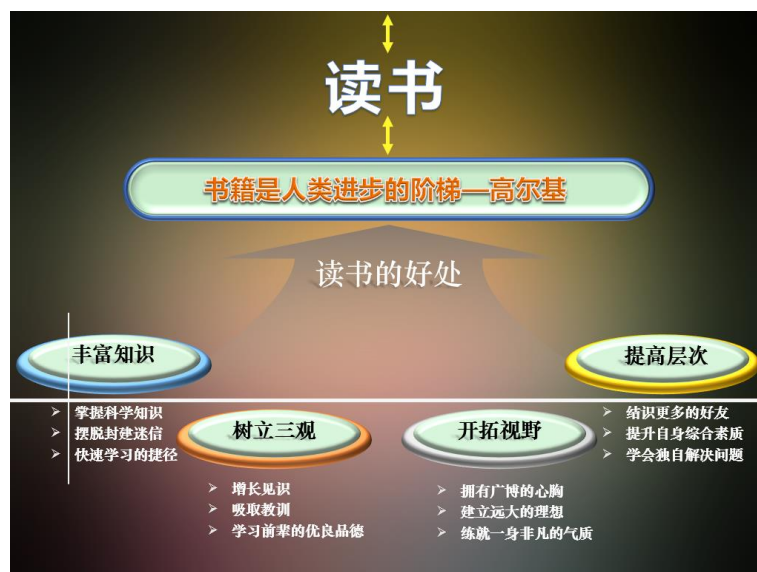 读书
书籍是人类进步的阶梯—高尔基
读书的好处
丰富知识
掌握科学知识
摆脱封建迷信
快速学习的捷径
树立三观
增长见识
吸取教训
学习前辈的优良品德
开拓视野
拥有广博的心胸
建立远大的理想
练就一身非凡的气质
提高层次
结识更多的好友
提升自身综合素质
学会独自解决问题